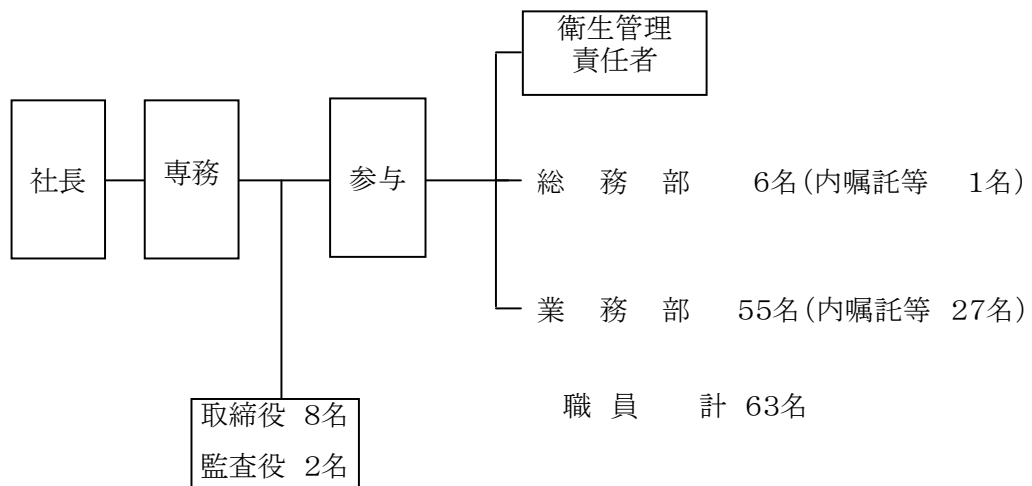 衛生管理
責任者
社長
専務
参与
総　務　部　　6名（内嘱託等　1名）
業　務　部　　55名（内嘱託等　27名）
職　員　　計　63名
取締役　8名
監査役　2名